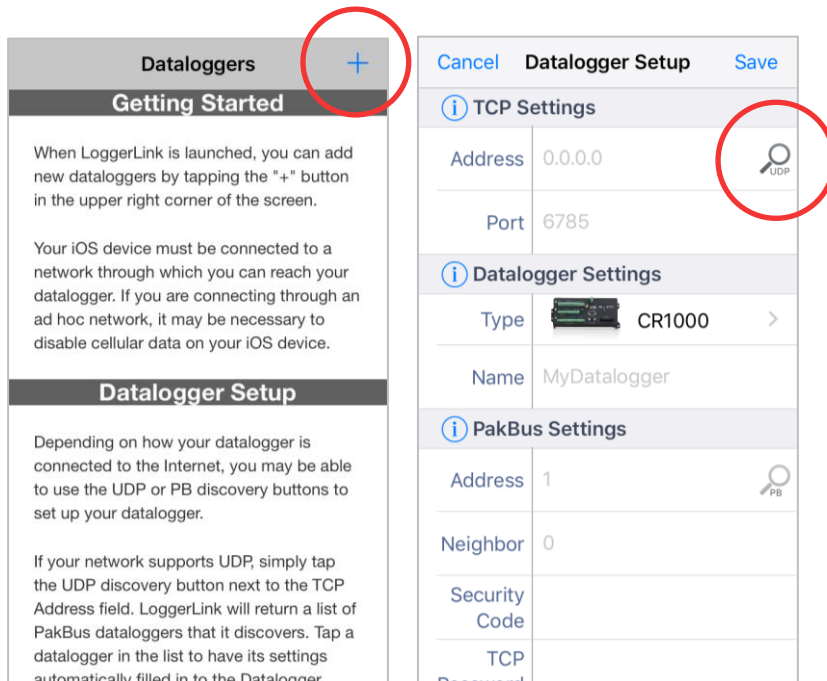 Dataloggers +
Getting Started
When LoggerLink is launched, you can add
new dataloggers by tapping the "+" button
in the upper right corner of the screen.
Your iOS device must be connected to a
network through which you can reach your
datalogger. If you are connecting through an
ad hoc network, it may be necessary to
disable cellular data on your iOS device.
Datalogger Setup
Depending on how your datalogger is
connected to the Internet, you may be able
to use the UDP or PB discovery buttons to
set up your datalogger.
If your network supports UDP, simply tap
the UDP discovery button next to the TCP
Address field. LoggerLink will return a list of
PakBus dataloggers that it discovers. Tap a
datalogger in the list to have its settings
automatically filled in to the Datalogger
Cancel Datalogger Setup Save
i TCP Settings
Address 0.0.0.0 UDP
Port 6785
i Datalogger Settings
Type CR1000 >
Name MyDatalogger
i PakBus Settings
Address 1 PB
Neighbor 0
Security
Code
TCP
Password